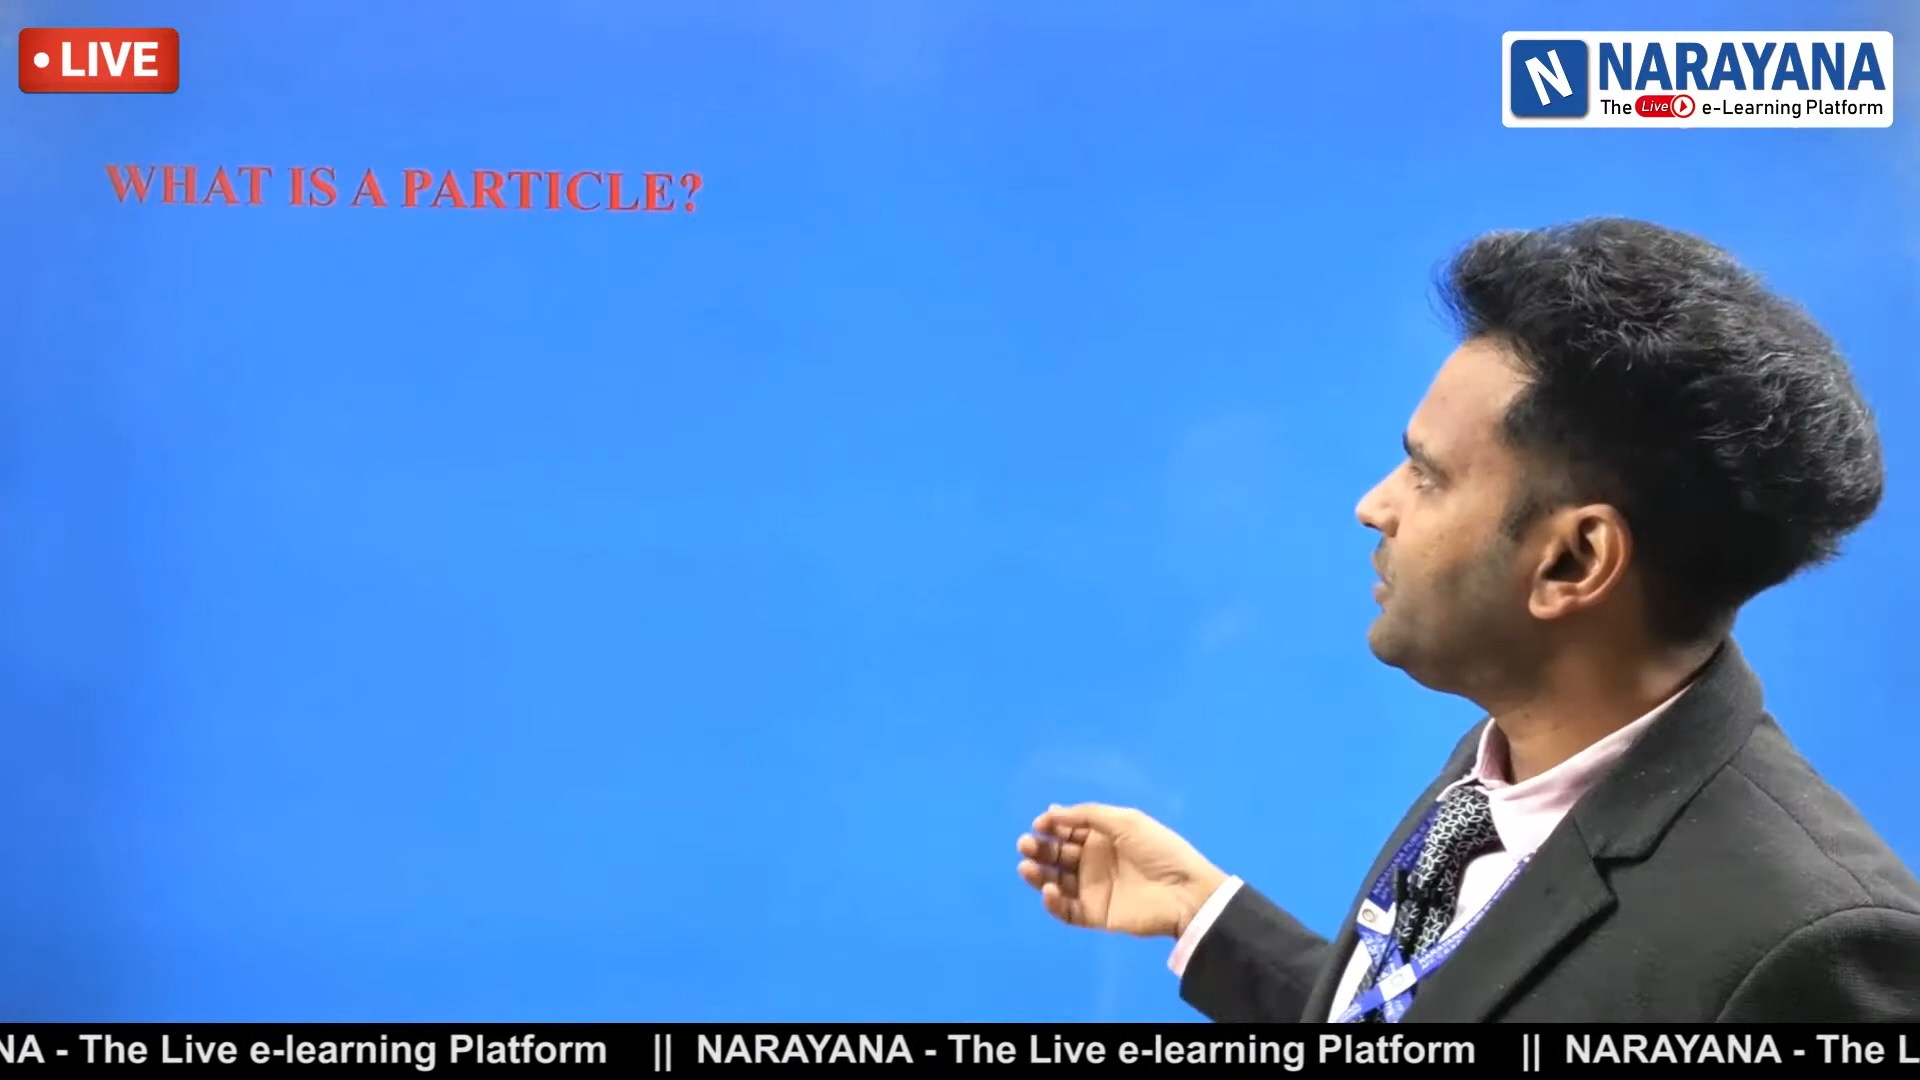 LIVE
NARAYANA
The Live e-Learning Platform
WHAT IS A PARTICLE?
NA - The Live e-learning Platform || NARAYANA - The Live e-learning Platform || NARAYANA - The L